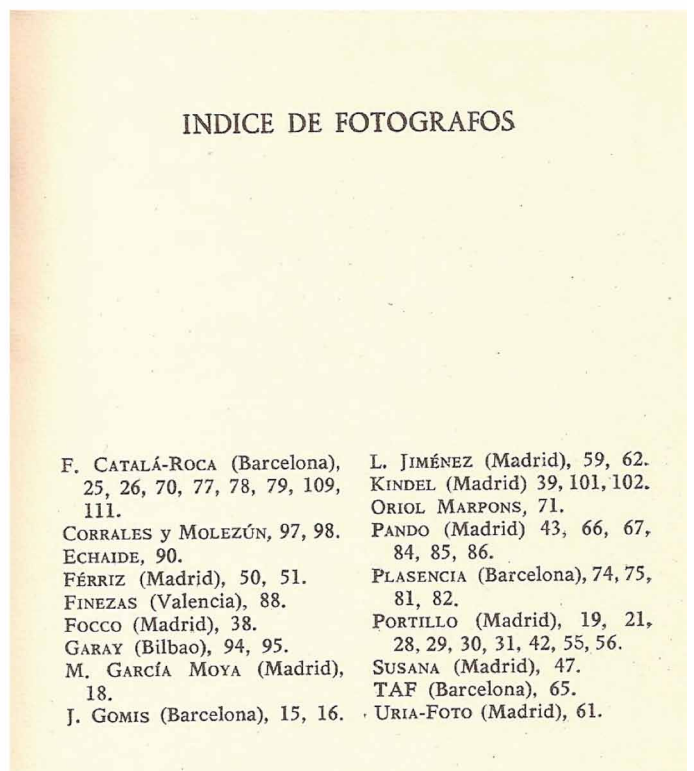 INDICE DE FOTOGRAFOS
F. CATALÁ-ROCA (Barcelona),
25, 26, 70, 77, 78, 79, 109,
111.
CORRALES y MOLEZÚN, 97, 98.
ECHAIDE, 90.
FÉRRIZ (Madrid), 50, 51.
FINEZAS (Valencia), 88.
FOCCO (Madrid), 38.
GARAY (Bilbao), 94, 95.
M. GARCÍA MOYA (Madrid),
18.
J. GOMIS (Barcelona), 15, 16.
L. JIMÉNEZ (Madrid), 59, 62.
KINDEL (Madrid) 39, 101, 102.
ORIOL MARPONS, 71.
PANDO (Madrid) 43, 66, 67,
84, 85, 86.
PLASENCIA (Barcelona), 74, 75,
81, 82.
PORTILLO (Madrid), 19, 21,
28, 29, 30, 31, 42, 55, 56.
SUSANA (Madrid), 47.
TAF (Barcelona), 65.
URIA-FOTO (Madrid), 61.